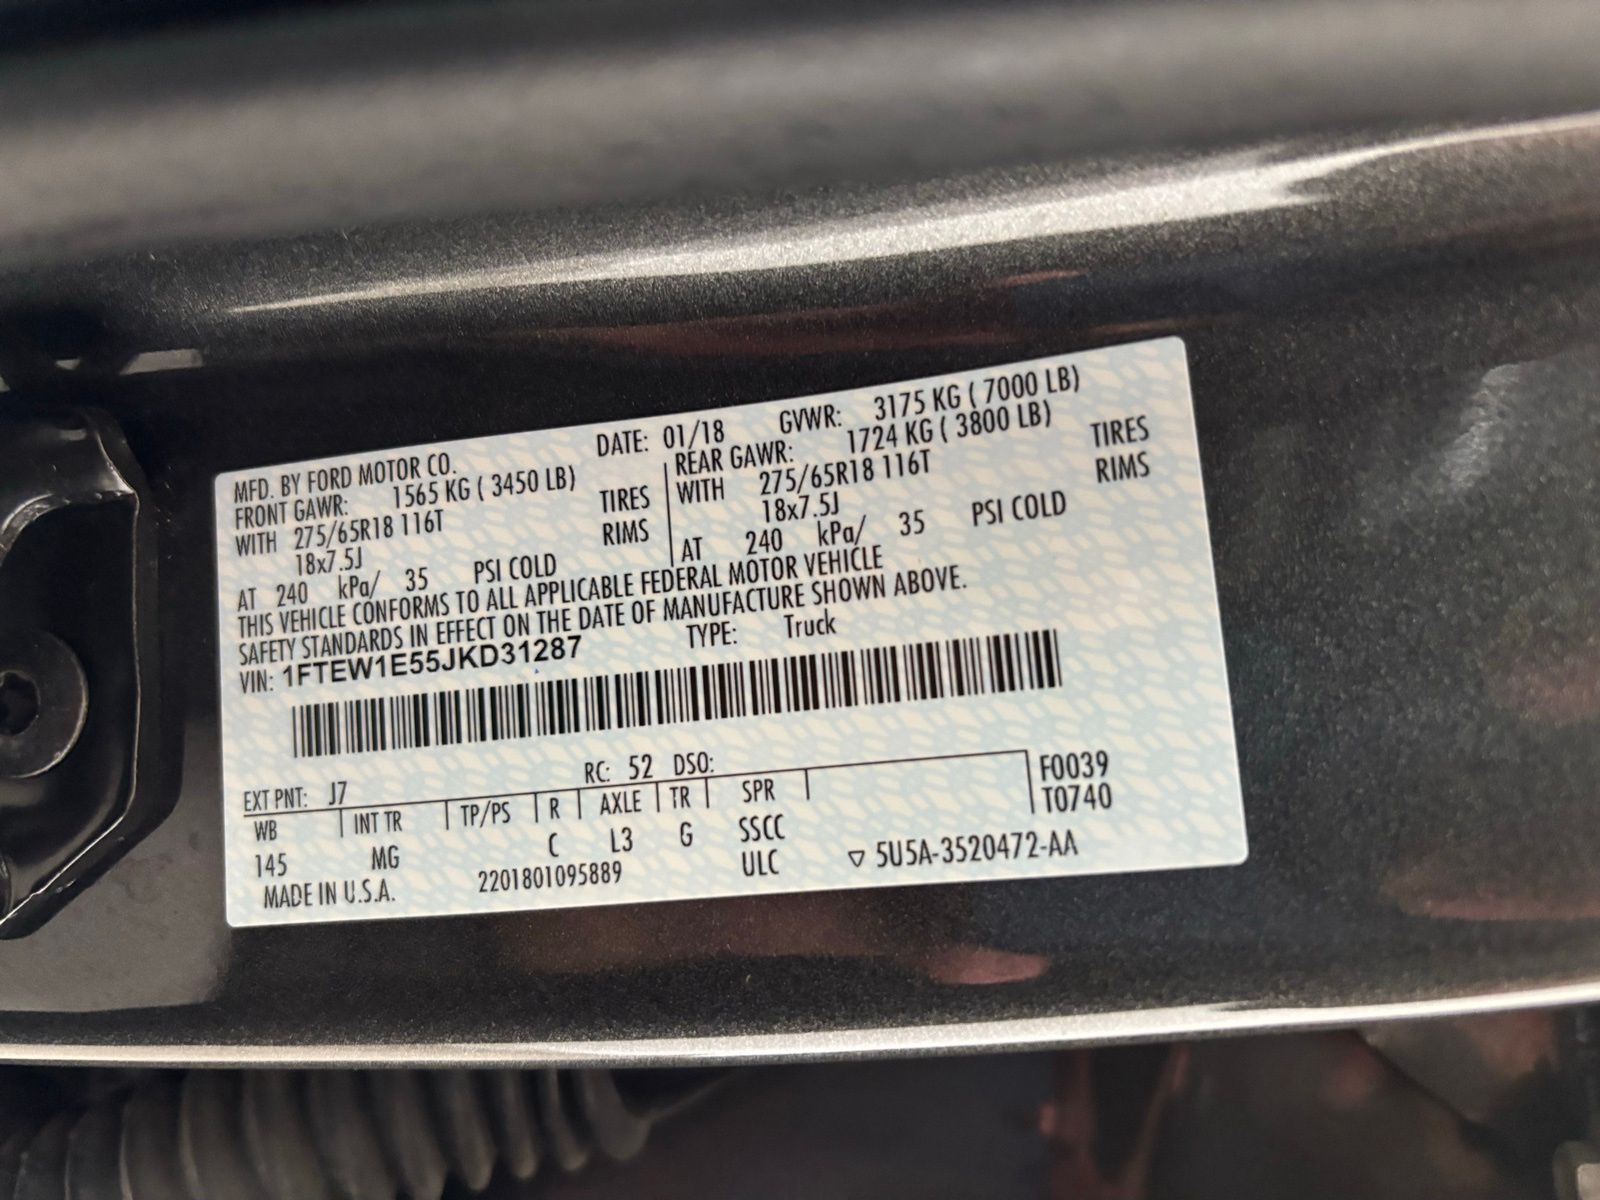 MFD. BY FORD MOTOR CO. DATE: 01/18 GVWR: 3175 KG ( 7000 LB)
FRONT GAWR: 1565 KG ( 3450 LB)
WITH 275/65R18 116T TIRES
18x7.5J RIMS
AT 240 kPa/ 35 PSI COLD
REAR GAWR: 1724 KG ( 3800 LB)
WITH 275/65R18 116T TIRES
18x7.5J RIMS
AT 240 kPa/ 35 PSI COLD
THIS VEHICLE CONFORMS TO ALL APPLICABLE FEDERAL MOTOR VEHICLE
SAFETY STANDARDS IN EFFECT ON THE DATE OF MANUFACTURE SHOWN ABOVE.
VIN: 1FTEW1E55JKD31287 TYPE: Truck
EXT PNT: J7 RC: 52 DSO: F0039
WB INT TR TP/PS R AXLE TR SPR T0740
145 MG C L3 G SSCC
MADE IN U.S.A. 2201801095889 ULC ▽ 5U5A-3520472-AA